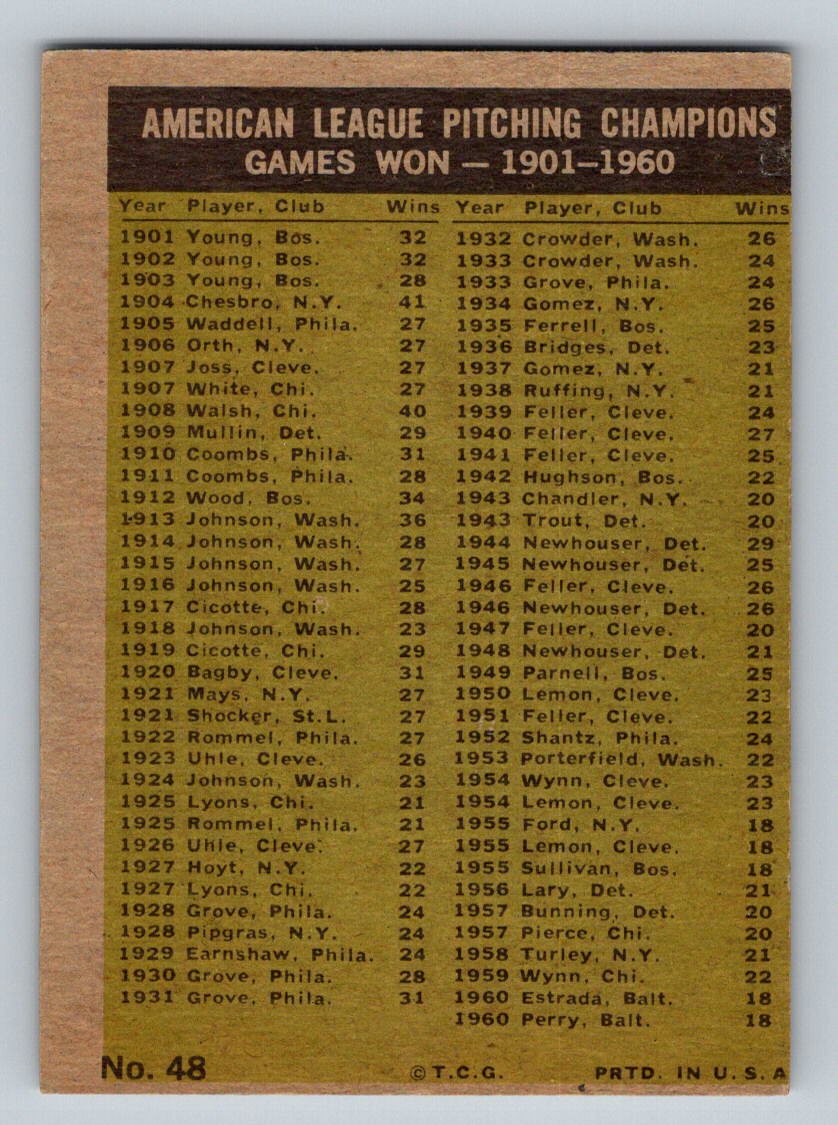 AMERICAN LEAGUE PITCHING CHAMPIONS
GAMES WON — 1901–1960
Year Player, Club Wins
1901 Young, Bos. 32
1902 Young, Bos. 32
1903 Young, Bos. 28
1904 Chesbro, N.Y. 41
1905 Waddell, Phila. 27
1906 Orth, N.Y. 27
1907 Joss, Cleve. 27
1907 White, Chi. 27
1908 Walsh, Chi. 40
1909 Mullin, Det. 29
1910 Coombs, Phila. 31
1911 Coombs, Phila. 28
1912 Wood, Bos. 34
1913 Johnson, Wash. 36
1914 Johnson, Wash. 28
1915 Johnson, Wash. 27
1916 Johnson, Wash. 25
1917 Cicotte, Chi. 28
1918 Johnson, Wash. 23
1919 Cicotte, Chi. 29
1920 Bagby, Cleve. 31
1921 Mays, N.Y. 27
1921 Shocker, St.L. 27
1922 Rommel, Phila. 27
1923 Uhle, Cleve. 26
1924 Johnson, Wash. 23
1925 Lyons, Chi. 21
1925 Rommel, Phila. 21
1926 Uhle, Cleve. 27
1927 Hoyt, N.Y. 22
1927 Lyons, Chi. 22
1928 Grove, Phila. 24
1928 Pipgras, N.Y. 24
1929 Earnshaw, Phila. 24
1930 Grove, Phila. 28
1931 Grove, Phila. 31
Year Player, Club Wins
1932 Crowder, Wash. 26
1933 Crowder, Wash. 24
1933 Grove, Phila. 24
1934 Gomez, N.Y. 26
1935 Ferrell, Bos. 25
1936 Bridges, Det. 23
1937 Gomez, N.Y. 21
1938 Ruffing, N.Y. 21
1939 Feller, Cleve. 24
1940 Feller, Cleve. 27
1941 Feller, Cleve. 25
1942 Hughson, Bos. 22
1943 Chandler, N.Y. 20
1943 Trout, Det. 20
1944 Newhouser, Det. 29
1945 Newhouser, Det. 25
1946 Feller, Cleve. 26
1946 Newhouser, Det. 26
1947 Feller, Cleve. 20
1948 Newhouser, Det. 21
1949 Parnell, Bos. 25
1950 Lemon, Cleve. 23
1951 Feller, Cleve. 22
1952 Shantz, Phila. 24
1953 Porterfield, Wash. 22
1954 Wynn, Cleve. 23
1954 Lemon, Cleve. 23
1955 Ford, N.Y. 18
1955 Lemon, Cleve. 18
1955 Sullivan, Bos. 18
1956 Lary, Det. 21
1957 Bunning, Det. 20
1957 Pierce, Chi. 20
1958 Turley, N.Y. 21
1959 Wynn, Chi. 22
1960 Estrada, Balt. 18
1960 Perry, Balt. 18
No. 48 © T.C.G. PRTD. IN U.S.A